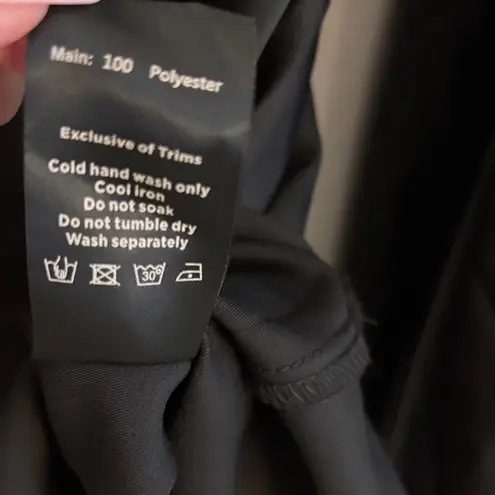 Main: 100 Polyester
Exclusive of Trims
Cold hand wash only
Cool iron
Do not soak
Do not tumble dry
Wash separately
30°